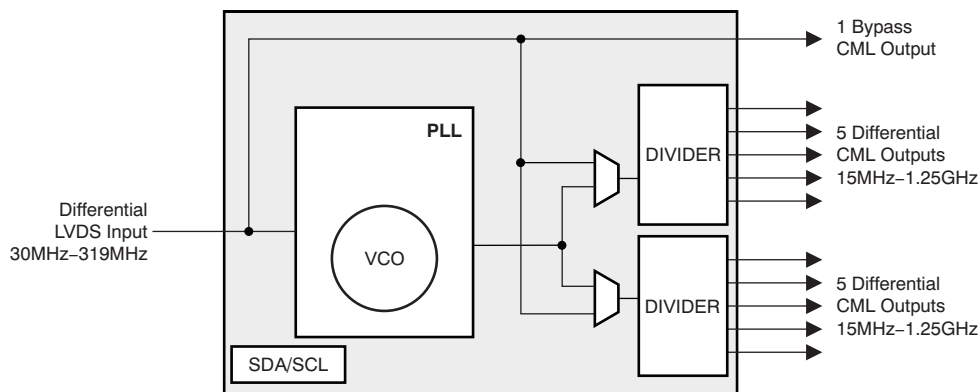 1 Bypass
CML Output
PLL
DIVIDER
5 Differential
CML Outputs
15MHz–1.25GHz
Differential
LVDS Input
30MHz–319MHz
VCO
DIVIDER
5 Differential
CML Outputs
15MHz–1.25GHz
SDA/SCL